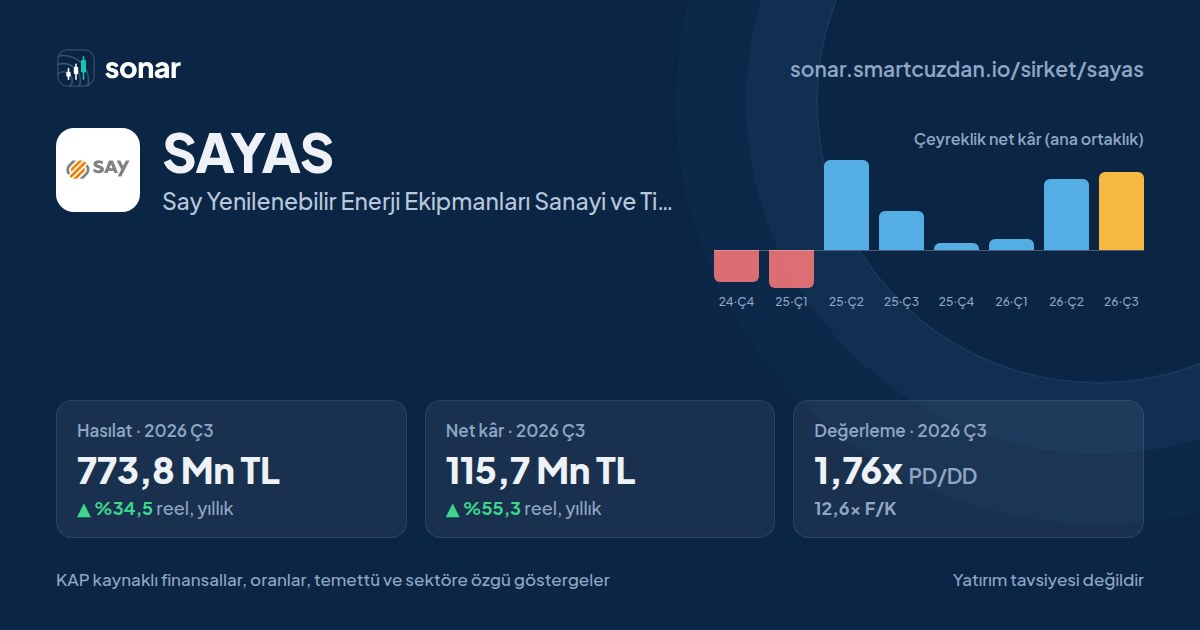 sonar
sonar.smartcuzdan.io/sirket/sayas
SAY
SAYAS
Say Yenilenebilir Enerji Ekipmanları Sanayi ve Ti...
Çeyreklik net kâr (ana ortaklık)
24·Ç4 25·Ç1 25·Ç2 25·Ç3 25·Ç4 26·Ç1 26·Ç2 26·Ç3
Hasılat · 2026 Ç3
773,8 Mn TL
▲ %34,5 reel, yıllık
Net kâr · 2026 Ç3
115,7 Mn TL
▲ %55,3 reel, yıllık
Değerleme · 2026 Ç3
1,76x PD/DD
12,6x F/K
KAP kaynaklı finansallar, oranlar, temettü ve sektöre özgü göstergeler
Yatırım tavsiyesi değildir